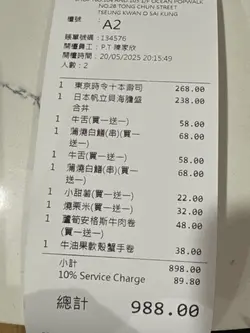 NO.28 TONG CHUN STREET
TSEUNG KWAN O SAI KUNG
檯號
A2
賬單號碼 : 134576
開檯員工 : P.T 陳家欣
開檯時間 : 20/05/2025 20:15:49
人數 : 2
1 東京時令十本壽司 268.00
1 日本帆立貝海膽盛合丼 238.00
1 牛舌(買一送一) 58.00
1 蒲燒白鱔(串)(買一送一) 68.00
1 牛舌(買一送一) 58.00
1 蒲燒白鱔(串)(買一送一) 68.00
1 小甜薯(買一送一) 22.00
1 燒粟米(買一送一) 32.00
1 蘆筍安格斯牛肉卷(買一送一) 48.00
1 牛油果軟殼蟹手卷 38.00
小計 898.00
10% Service Charge 89.80
總計 988.00